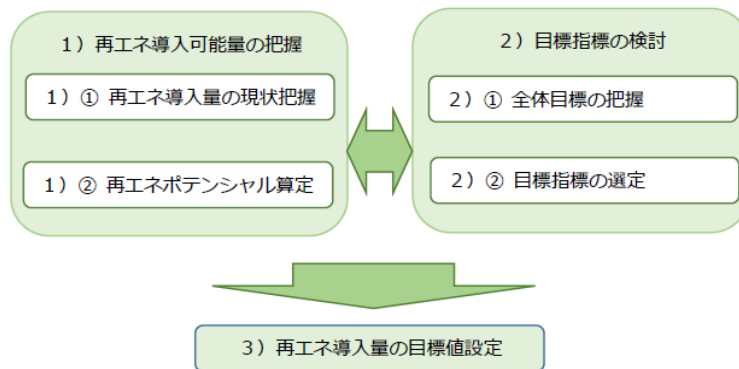 1）再エネ導入可能量の把握
1）① 再エネ導入量の現状把握
1）② 再エネポテンシャル算定
2）目標指標の検討
2）① 全体目標の把握
2）② 目標指標の選定
3）再エネ導入量の目標値設定